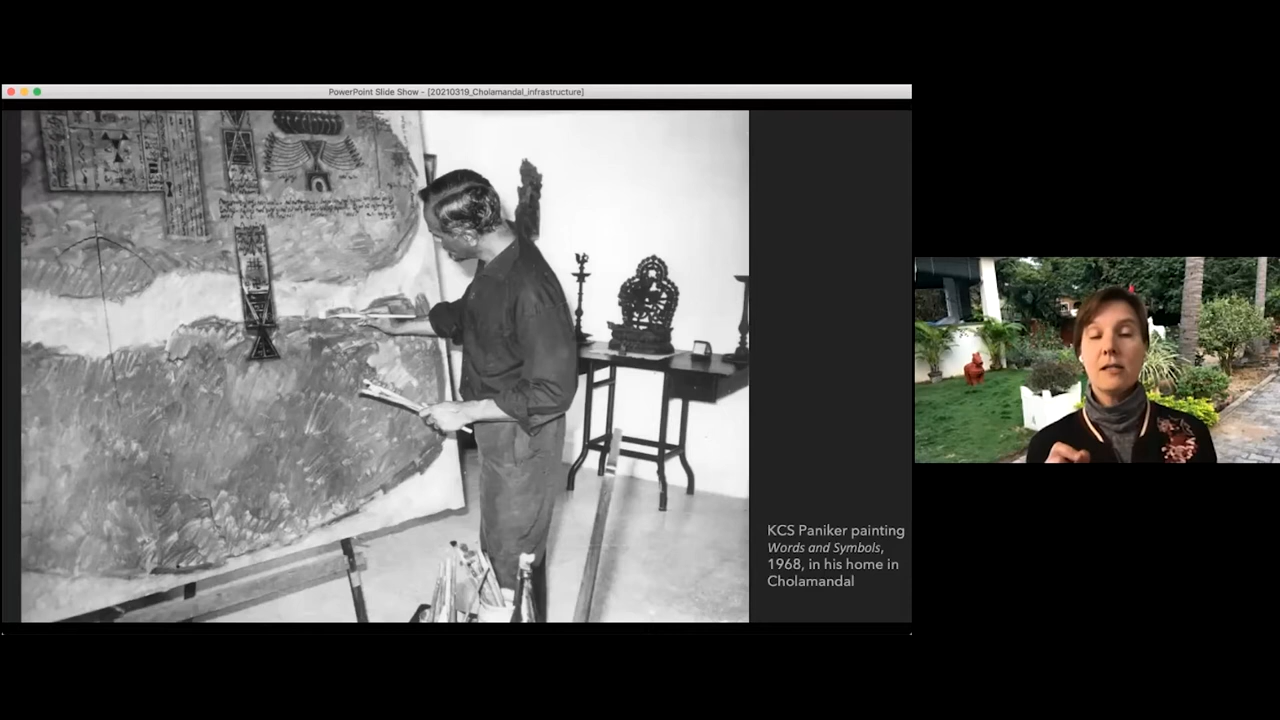 PowerPoint Slide Show - [20210319_Cholamandal_infrastructure]
KCS Paniker painting
Words and Symbols,
1968, in his home in
Cholamandal